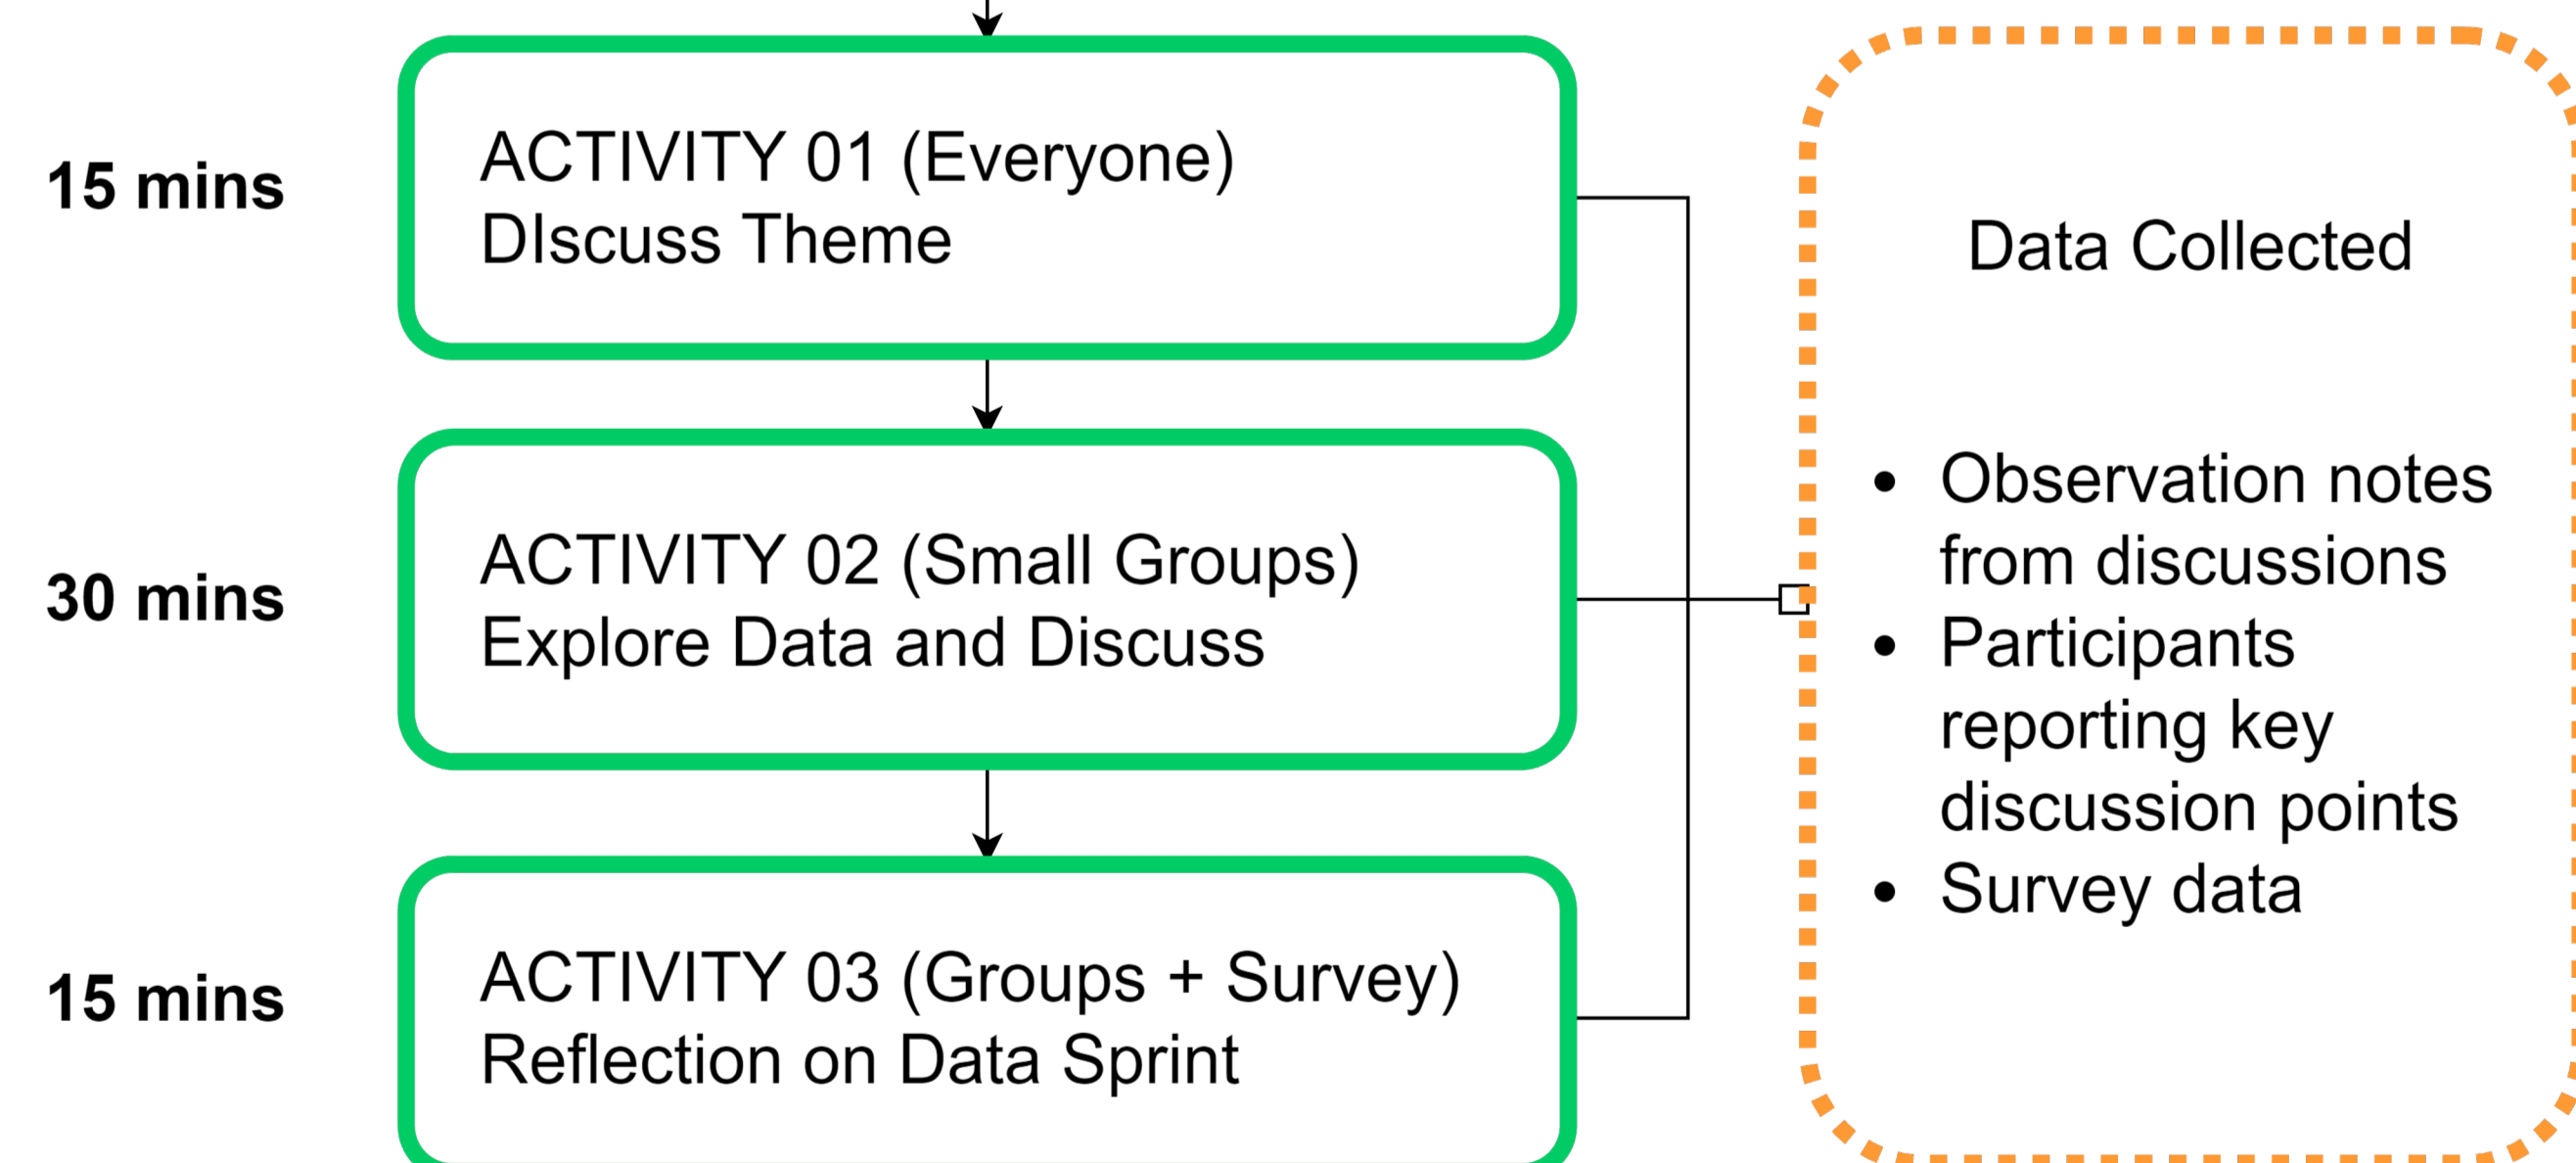 15 mins
ACTIVITY 01 (Everyone)
DIscuss Theme
30 mins
ACTIVITY 02 (Small Groups)
Explore Data and Discuss
15 mins
ACTIVITY 03 (Groups + Survey)
Reflection on Data Sprint
Data Collected
• Observation notes
from discussions
• Participants
reporting key
discussion points
• Survey data